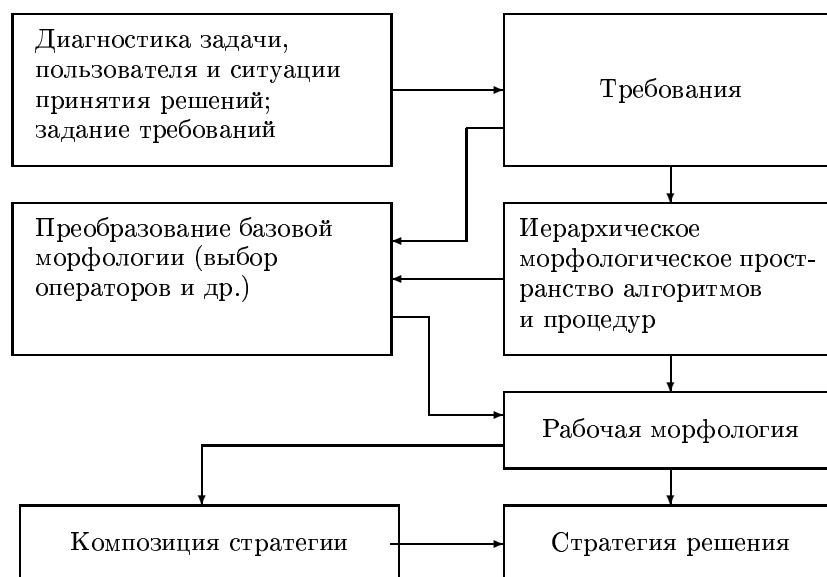 Диагностика задачи,
пользователя и ситуации
принятия решений;
задание требований
Требования
Преобразование базовой
морфологии (выбор
операторов и др.)
Иерархическое
морфологическое прост-
ранство алгоритмов
и процедур
Рабочая морфология
Композиция стратегии
Стратегия решения